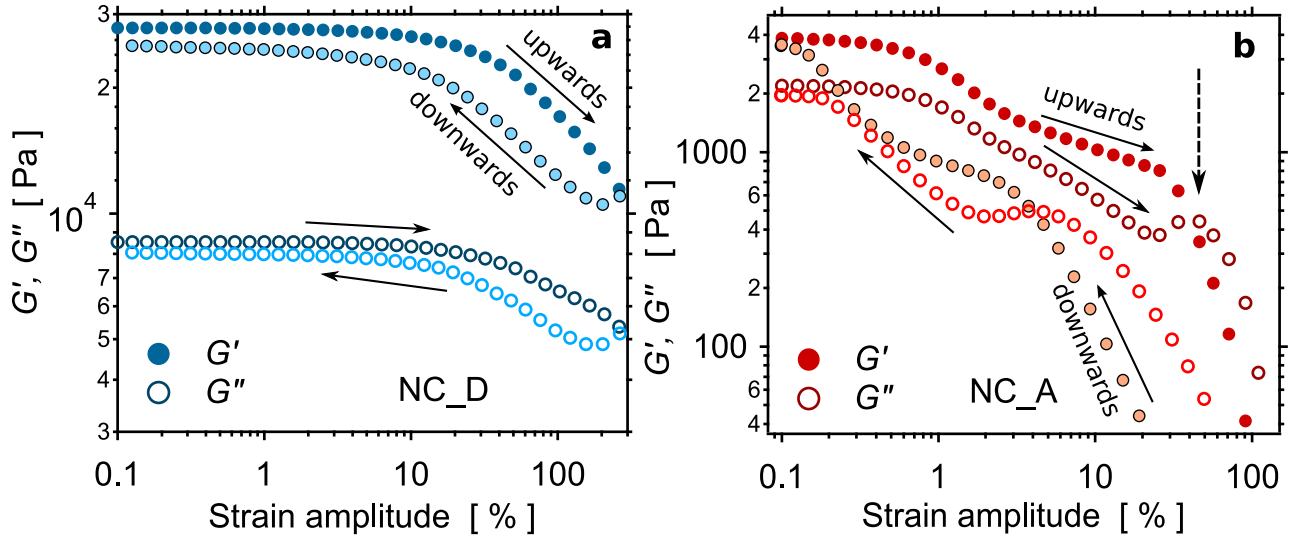 a
3
2
10⁴
7
6
5
4
3
G', G" [ Pa ]
upwards
downwards
G'
G"
NC_D
0.1 1 10 100
Strain amplitude [ % ]
b
4
2
1000
6
4
2
100
6
4
G', G" [ Pa ]
upwards
downwards
G'
G"
NC_A
0.1 1 10 100
Strain amplitude [ % ]